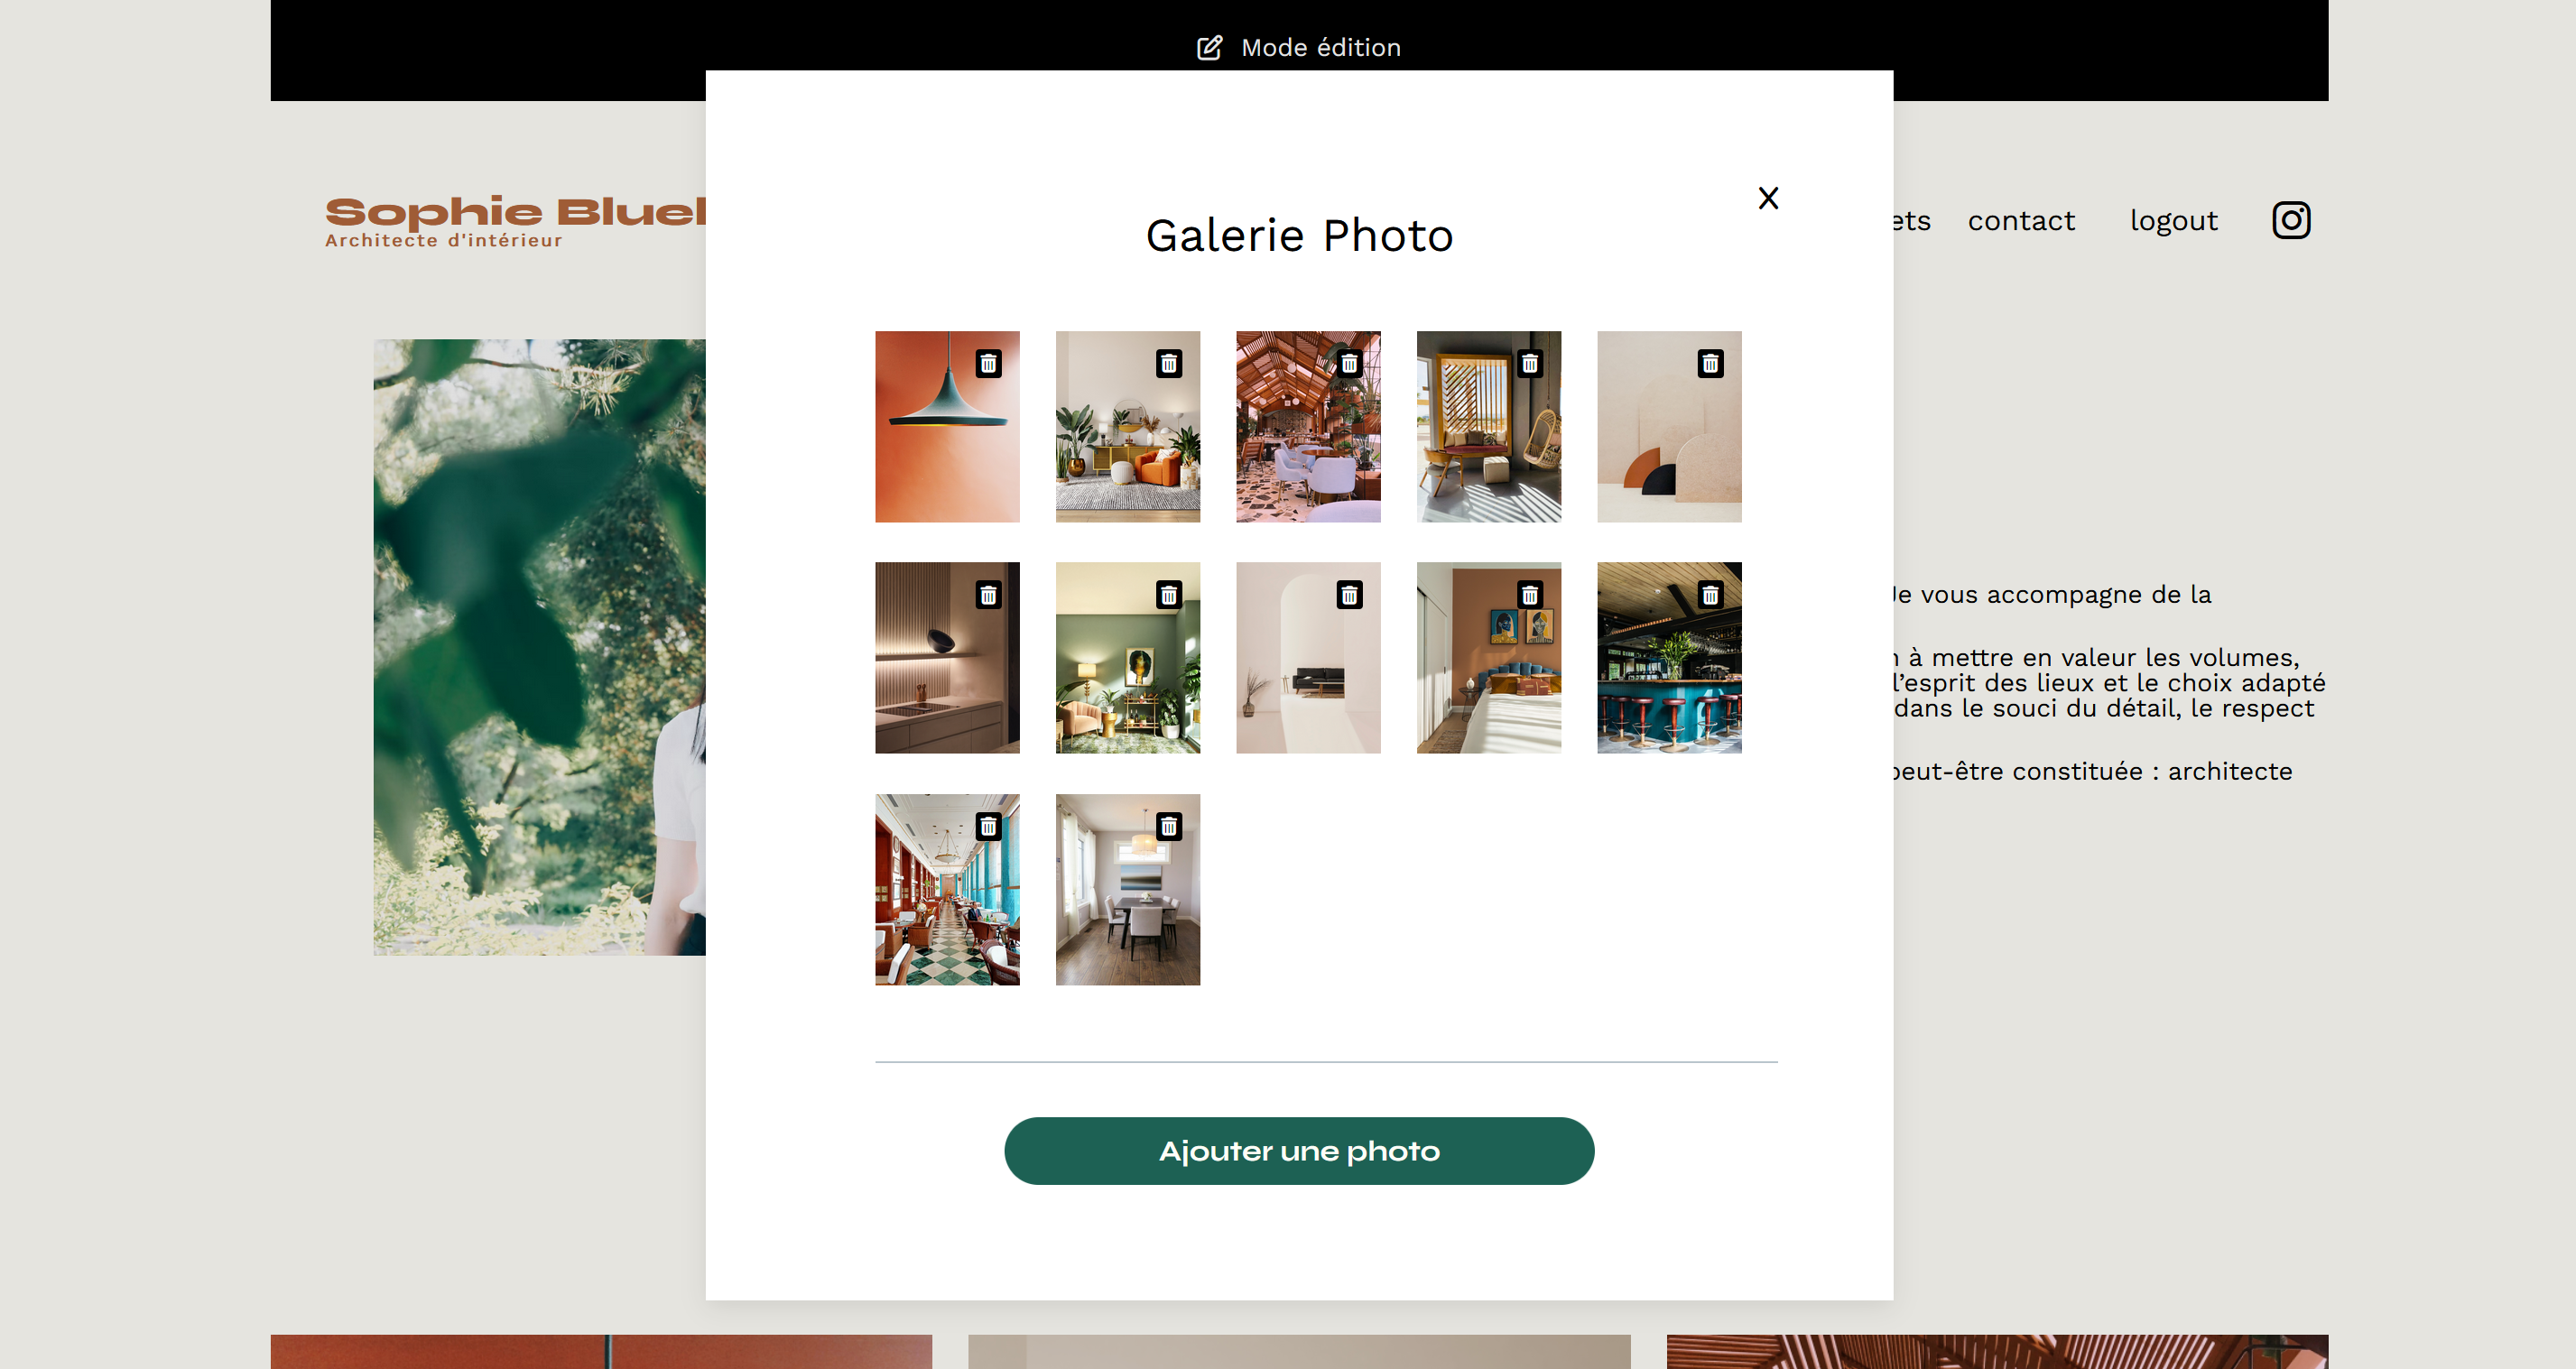 Mode édition
Sophie Blue
Architecte d'intérieur
contact
logout
X
Galerie Photo
Je vous accompagne de la
à mettre en valeur les volumes,
l’esprit des lieux et le choix adapté
dans le souci du détail, le respect
peut-être constituée : architecte
Ajouter une photo